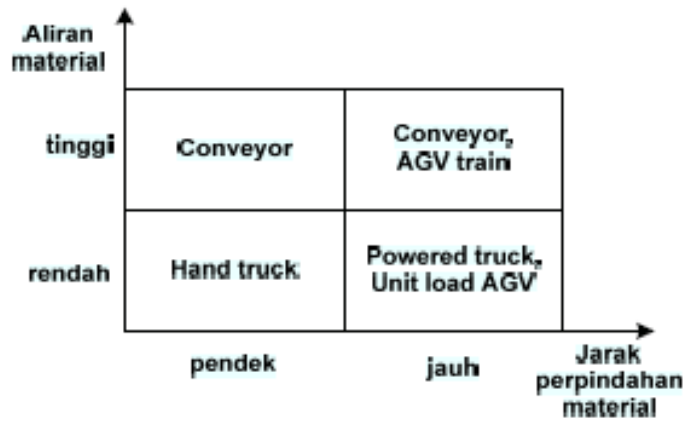 Aliran
material
tinggi
Conveyor
Conveyor,
AGV train
rendah
Hand truck
Powered truck,
Unit load AGV
pendek
jauh
Jarak
perpindahan
material